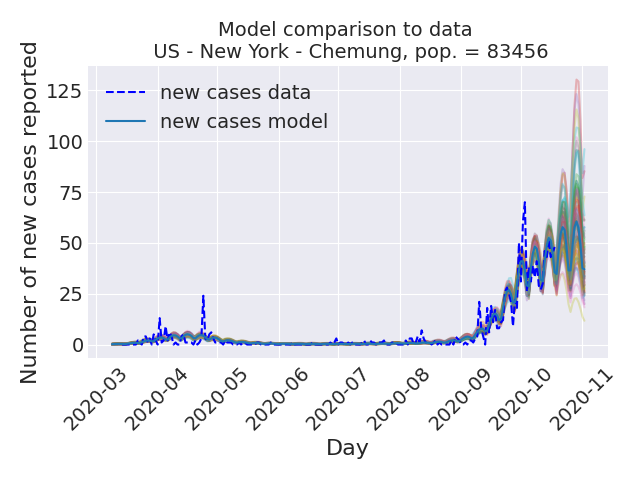 Model comparison to data
US - New York - Chemung, pop. = 83456
Number of new cases reported
125
100
75
50
25
0
new cases data
new cases model
2020-03
2020-04
2020-05
2020-06
2020-07
2020-08
2020-09
2020-10
2020-11
Day